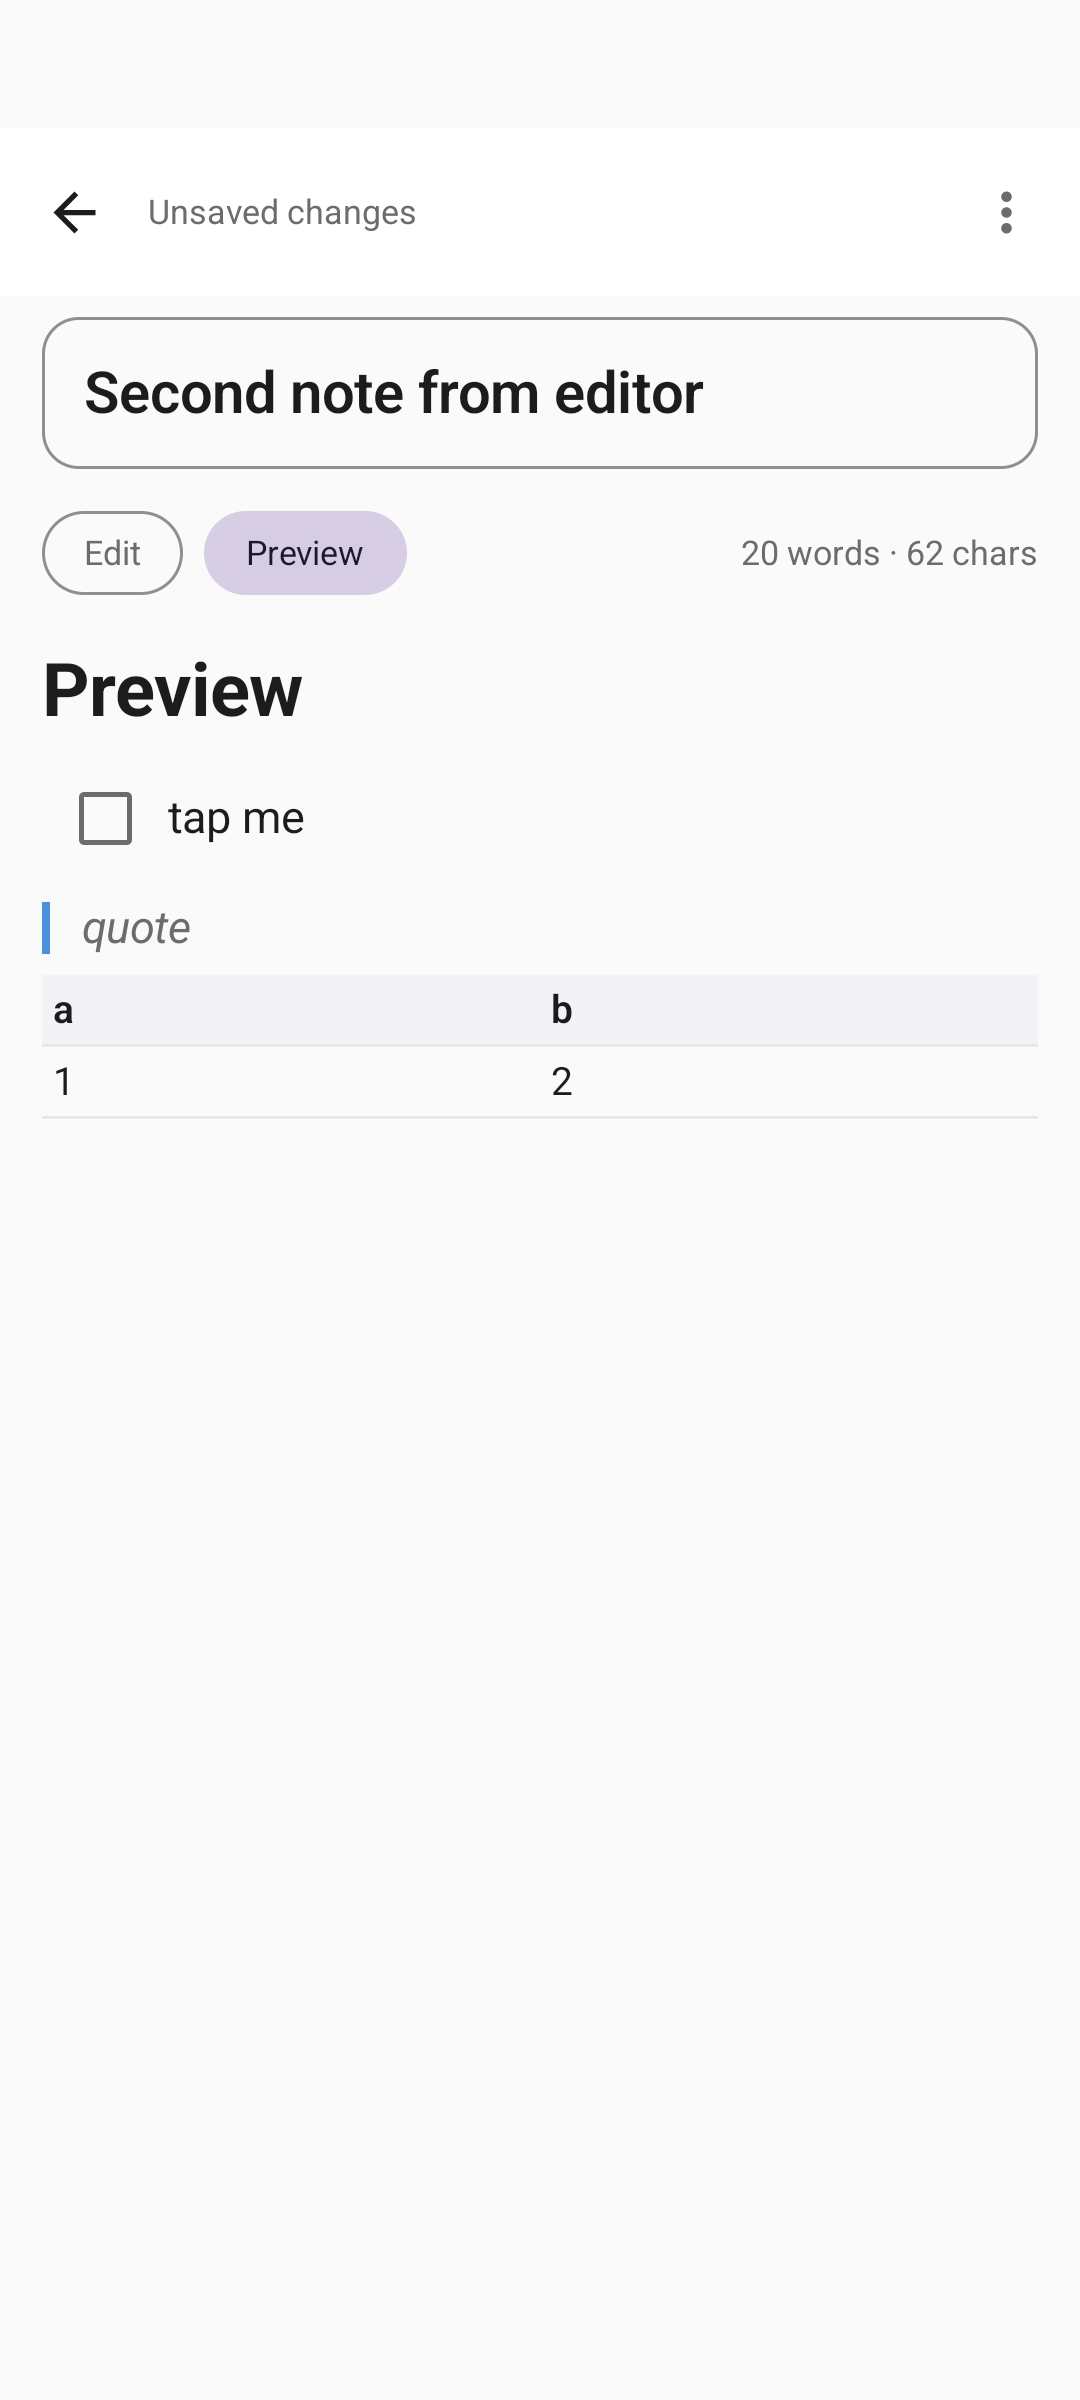 Unsaved changes
Second note from editor
Edit Preview 20 words · 62 chars
Preview
tap me
quote
a b
1 2